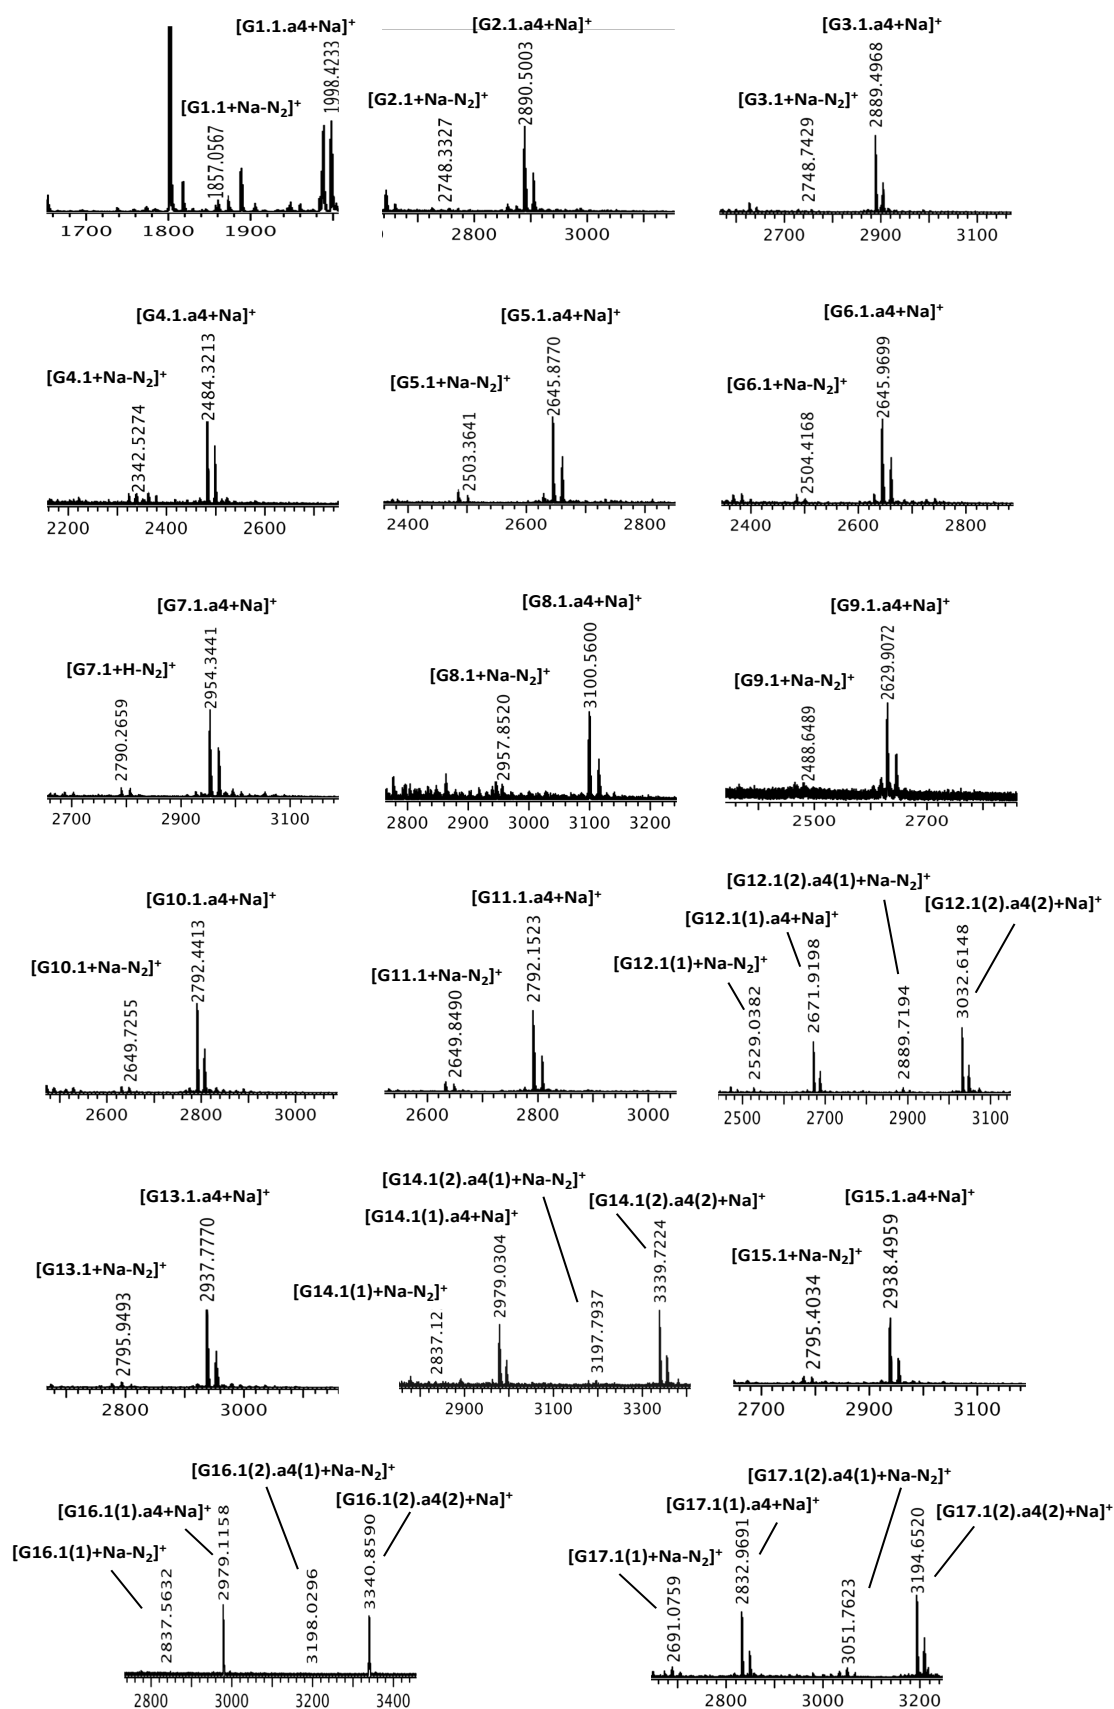 [G1.1.a4+Na]⁺
[G1.1+Na-N₂]⁺
1857.0567
1998.4233
1700 1800 1900
[G2.1.a4+Na]⁺
[G2.1+Na-N₂]⁺
2748.3327
2890.5003
2800 3000
[G3.1.a4+Na]⁺
[G3.1+Na-N₂]⁺
2748.7429
2889.4968
2700 2900 3100
[G4.1.a4+Na]⁺
[G4.1+Na-N₂]⁺
2342.5274
2484.3213
2200 2400 2600
[G5.1.a4+Na]⁺
[G5.1+Na-N₂]⁺
2503.3641
2645.8770
2400 2600 2800
[G6.1.a4+Na]⁺
[G6.1+Na-N₂]⁺
2504.4168
2645.9699
2400 2600 2800
[G7.1.a4+Na]⁺
[G7.1+H-N₂]⁺
2790.2659
2954.3441
2700 2900 3100
[G8.1.a4+Na]⁺
[G8.1+Na-N₂]⁺
2957.8520
3100.5600
2800 2900 3000 3100 3200
[G9.1.a4+Na]⁺
[G9.1+Na-N₂]⁺
2488.6489
2629.9072
2500 2700
[G10.1.a4+Na]⁺
[G10.1+Na-N₂]⁺
2649.7255
2792.4413
2600 2800 3000
[G11.1.a4+Na]⁺
[G11.1+Na-N₂]⁺
2649.8490
2792.1523
2600 2800 3000
[G12.1(2).a4(1)+Na-N₂]⁺
[G12.1(2).a4(2)+Na]⁺
[G12.1(1).a4+Na]⁺
[G12.1(1)+Na-N₂]⁺
2529.0382
2671.9198
2889.7194
3032.6148
2500 2700 2900 3100
[G13.1.a4+Na]⁺
[G13.1+Na-N₂]⁺
2795.9493
2937.7770
2800 3000
[G14.1(2).a4(1)+Na-N₂]⁺
[G14.1(2).a4(2)+Na]⁺
[G14.1(1).a4+Na]⁺
[G14.1(1)+Na-N₂]⁺
2837.12
2979.0304
3197.7937
3339.7224
2900 3100 3300
[G15.1.a4+Na]⁺
[G15.1+Na-N₂]⁺
2795.4034
2938.4959
2700 2900 3100
[G16.1(2).a4(1)+Na-N₂]⁺
[G16.1(2).a4(2)+Na]⁺
[G16.1(1).a4+Na]⁺
[G16.1(1)+Na-N₂]⁺
2837.5632
2979.1158
3198.0296
3340.8590
2800 3000 3200 3400
[G17.1(2).a4(1)+Na-N₂]⁺
[G17.1(1).a4+Na]⁺
[G17.1(2).a4(2)+Na]⁺
[G17.1(1)+Na-N₂]⁺
2691.0759
2832.9691
3051.7623
3194.6520
2800 3000 3200